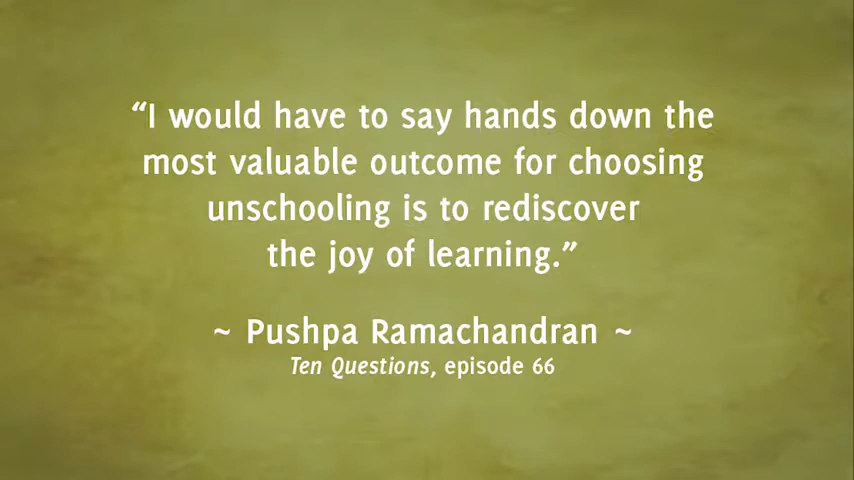 “I would have to say hands down the
most valuable outcome for choosing
unschooling is to rediscover
the joy of learning.”
~ Pushpa Ramachandran ~
Ten Questions, episode 66